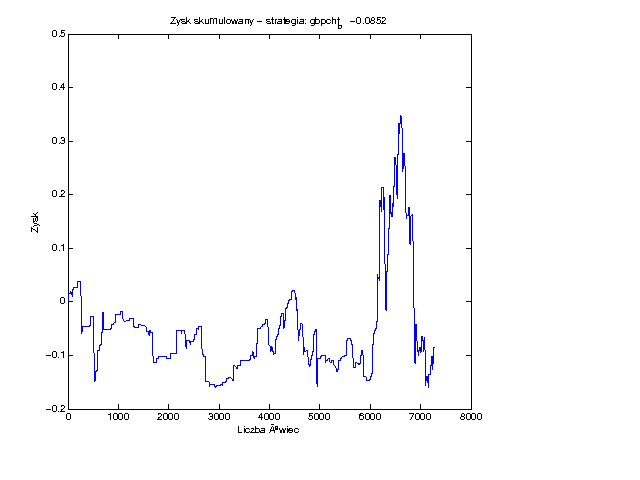 Zysk skumulowany − strategia: gbpchf_b −0.0852
0.5
0.4
0.3
0.2
0.1
0
−0.1
−0.2
Zysk
0 1000 2000 3000 4000 5000 6000 7000 8000
Liczba Âªwiec